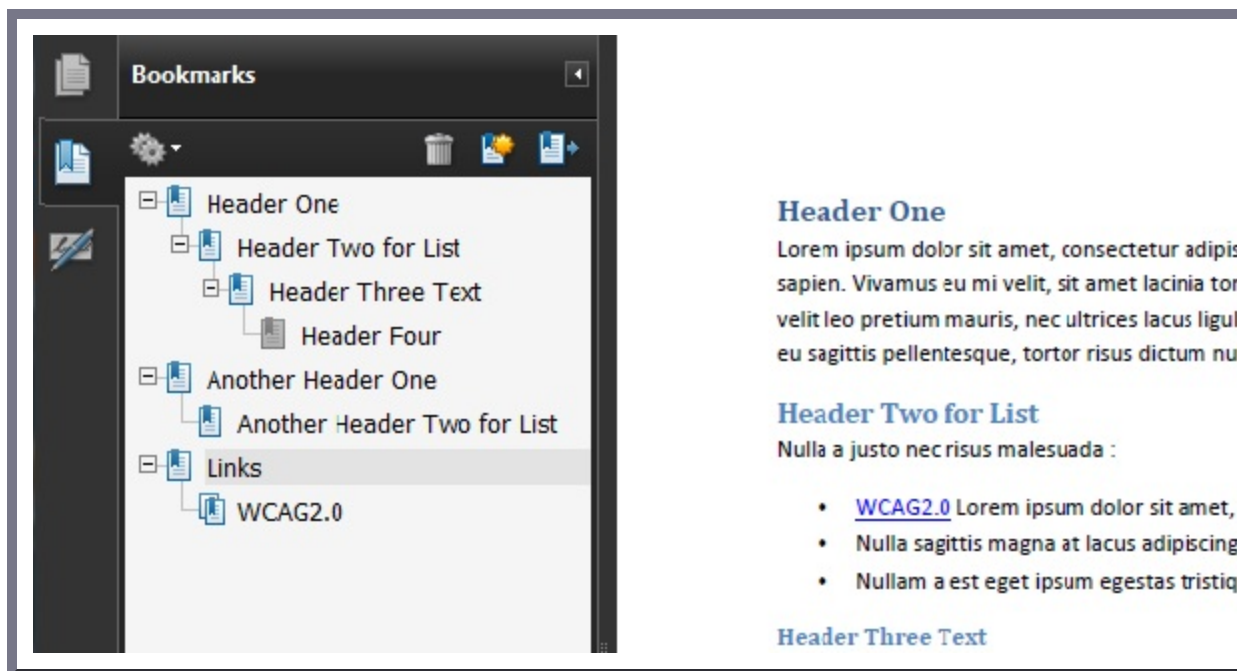 Bookmarks
Header One
Header Two for List
Header Three Text
Header Four
Another Header One
Another Header Two for List
Links
WCAG2.0
Header One
Lorem ipsum dolor sit amet, consectetur adipis
sapien. Vivamus eu mi velit, sit amet lacinia tor
velit leo pretium mauris, nec ultrices lacus ligul
eu sagittis pellentesque, tortor risus dictum nu
Header Two for List
Nulla a justo nec risus malesuada :
• WCAG2.0 Lorem ipsum dolor sit amet,
• Nulla sagittis magna at lacus adipiscing
• Nullam a est eget ipsum egestas tristiq
Header Three Text